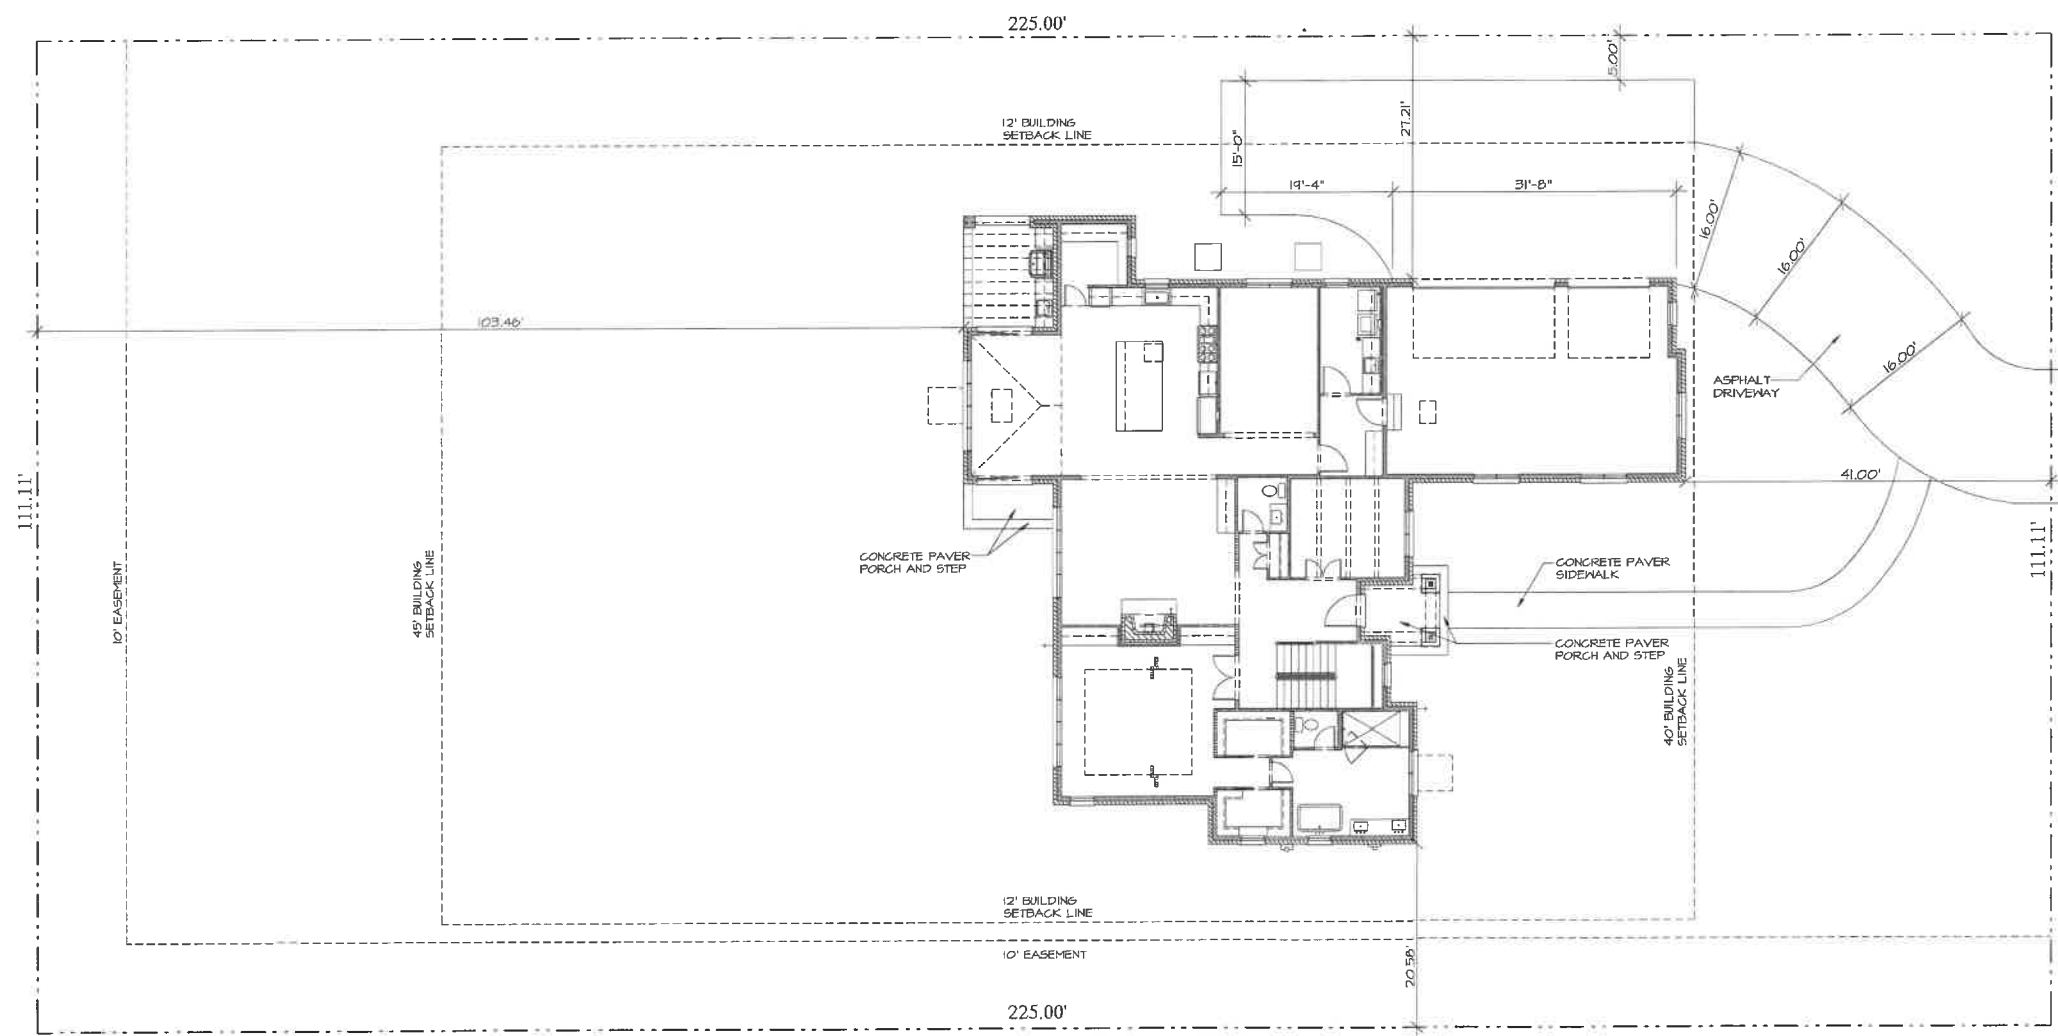 225.00'
5.00'
27.21'
12' BUILDING
SETBACK LINE
15'-0"
19'-4"
31'-8"
16.00'
16.00'
16.00'
103.46'
ASPHALT
DRIVEWAY
41.00'
111.11'
111.11'
10' EASEMENT
45' BUILDING
SETBACK LINE
CONCRETE PAVER
PORCH AND STEP
CONCRETE PAVER
SIDEWALK
CONCRETE PAVER
PORCH AND STEP
40' BUILDING
SETBACK LINE
12' BUILDING
SETBACK LINE
10' EASEMENT
20.58'
225.00'